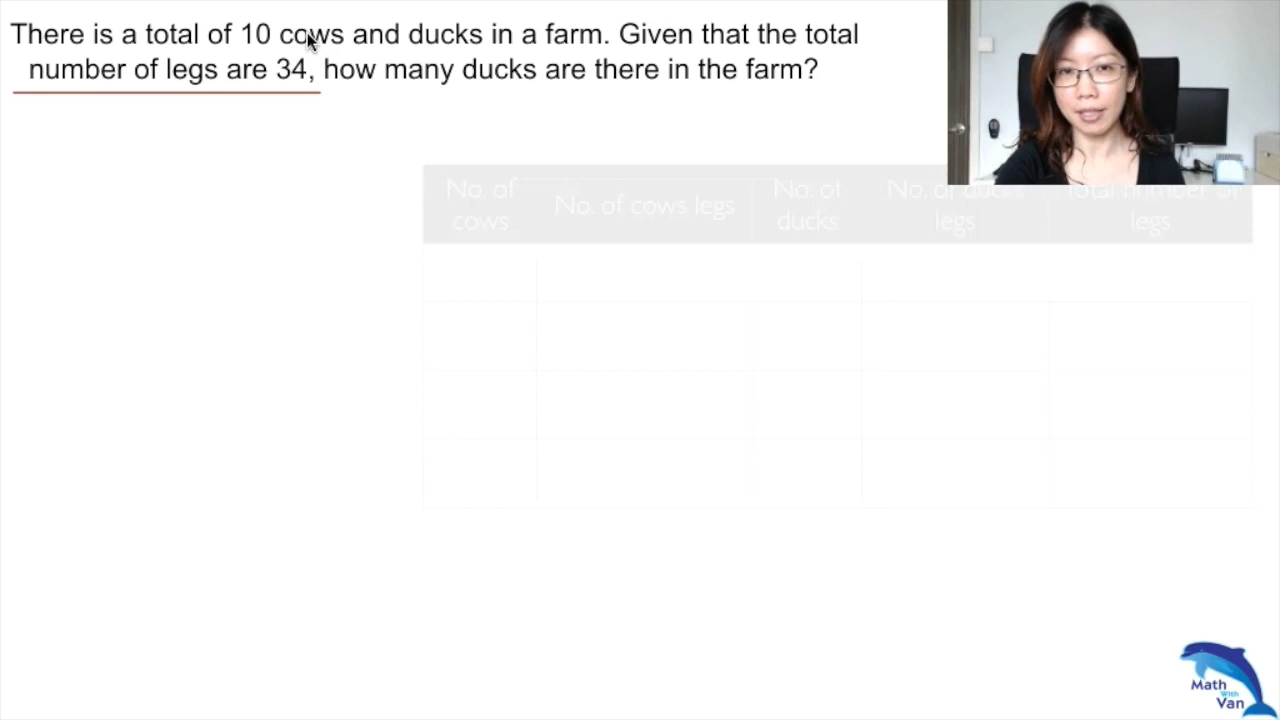 There is a total of 10 cows and ducks in a farm. Given that the total
number of legs are 34, how many ducks are there in the farm?
No. of
cows
No. of cows legs
No. of
ducks
No. of ducks
legs
Total number of
legs
Math
With
Van